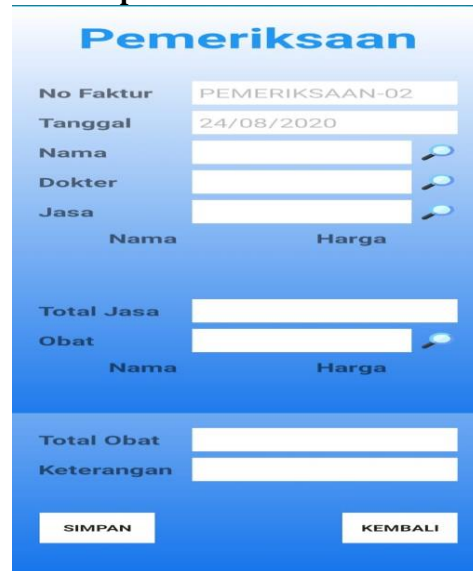 Pemeriksaan
No Faktur PEMERIKSAAN-02
Tanggal 24/08/2020
Nama
Dokter
Jasa
Nama Harga
Total Jasa
Obat
Nama Harga
Total Obat
Keterangan
SIMPAN KEMBALI